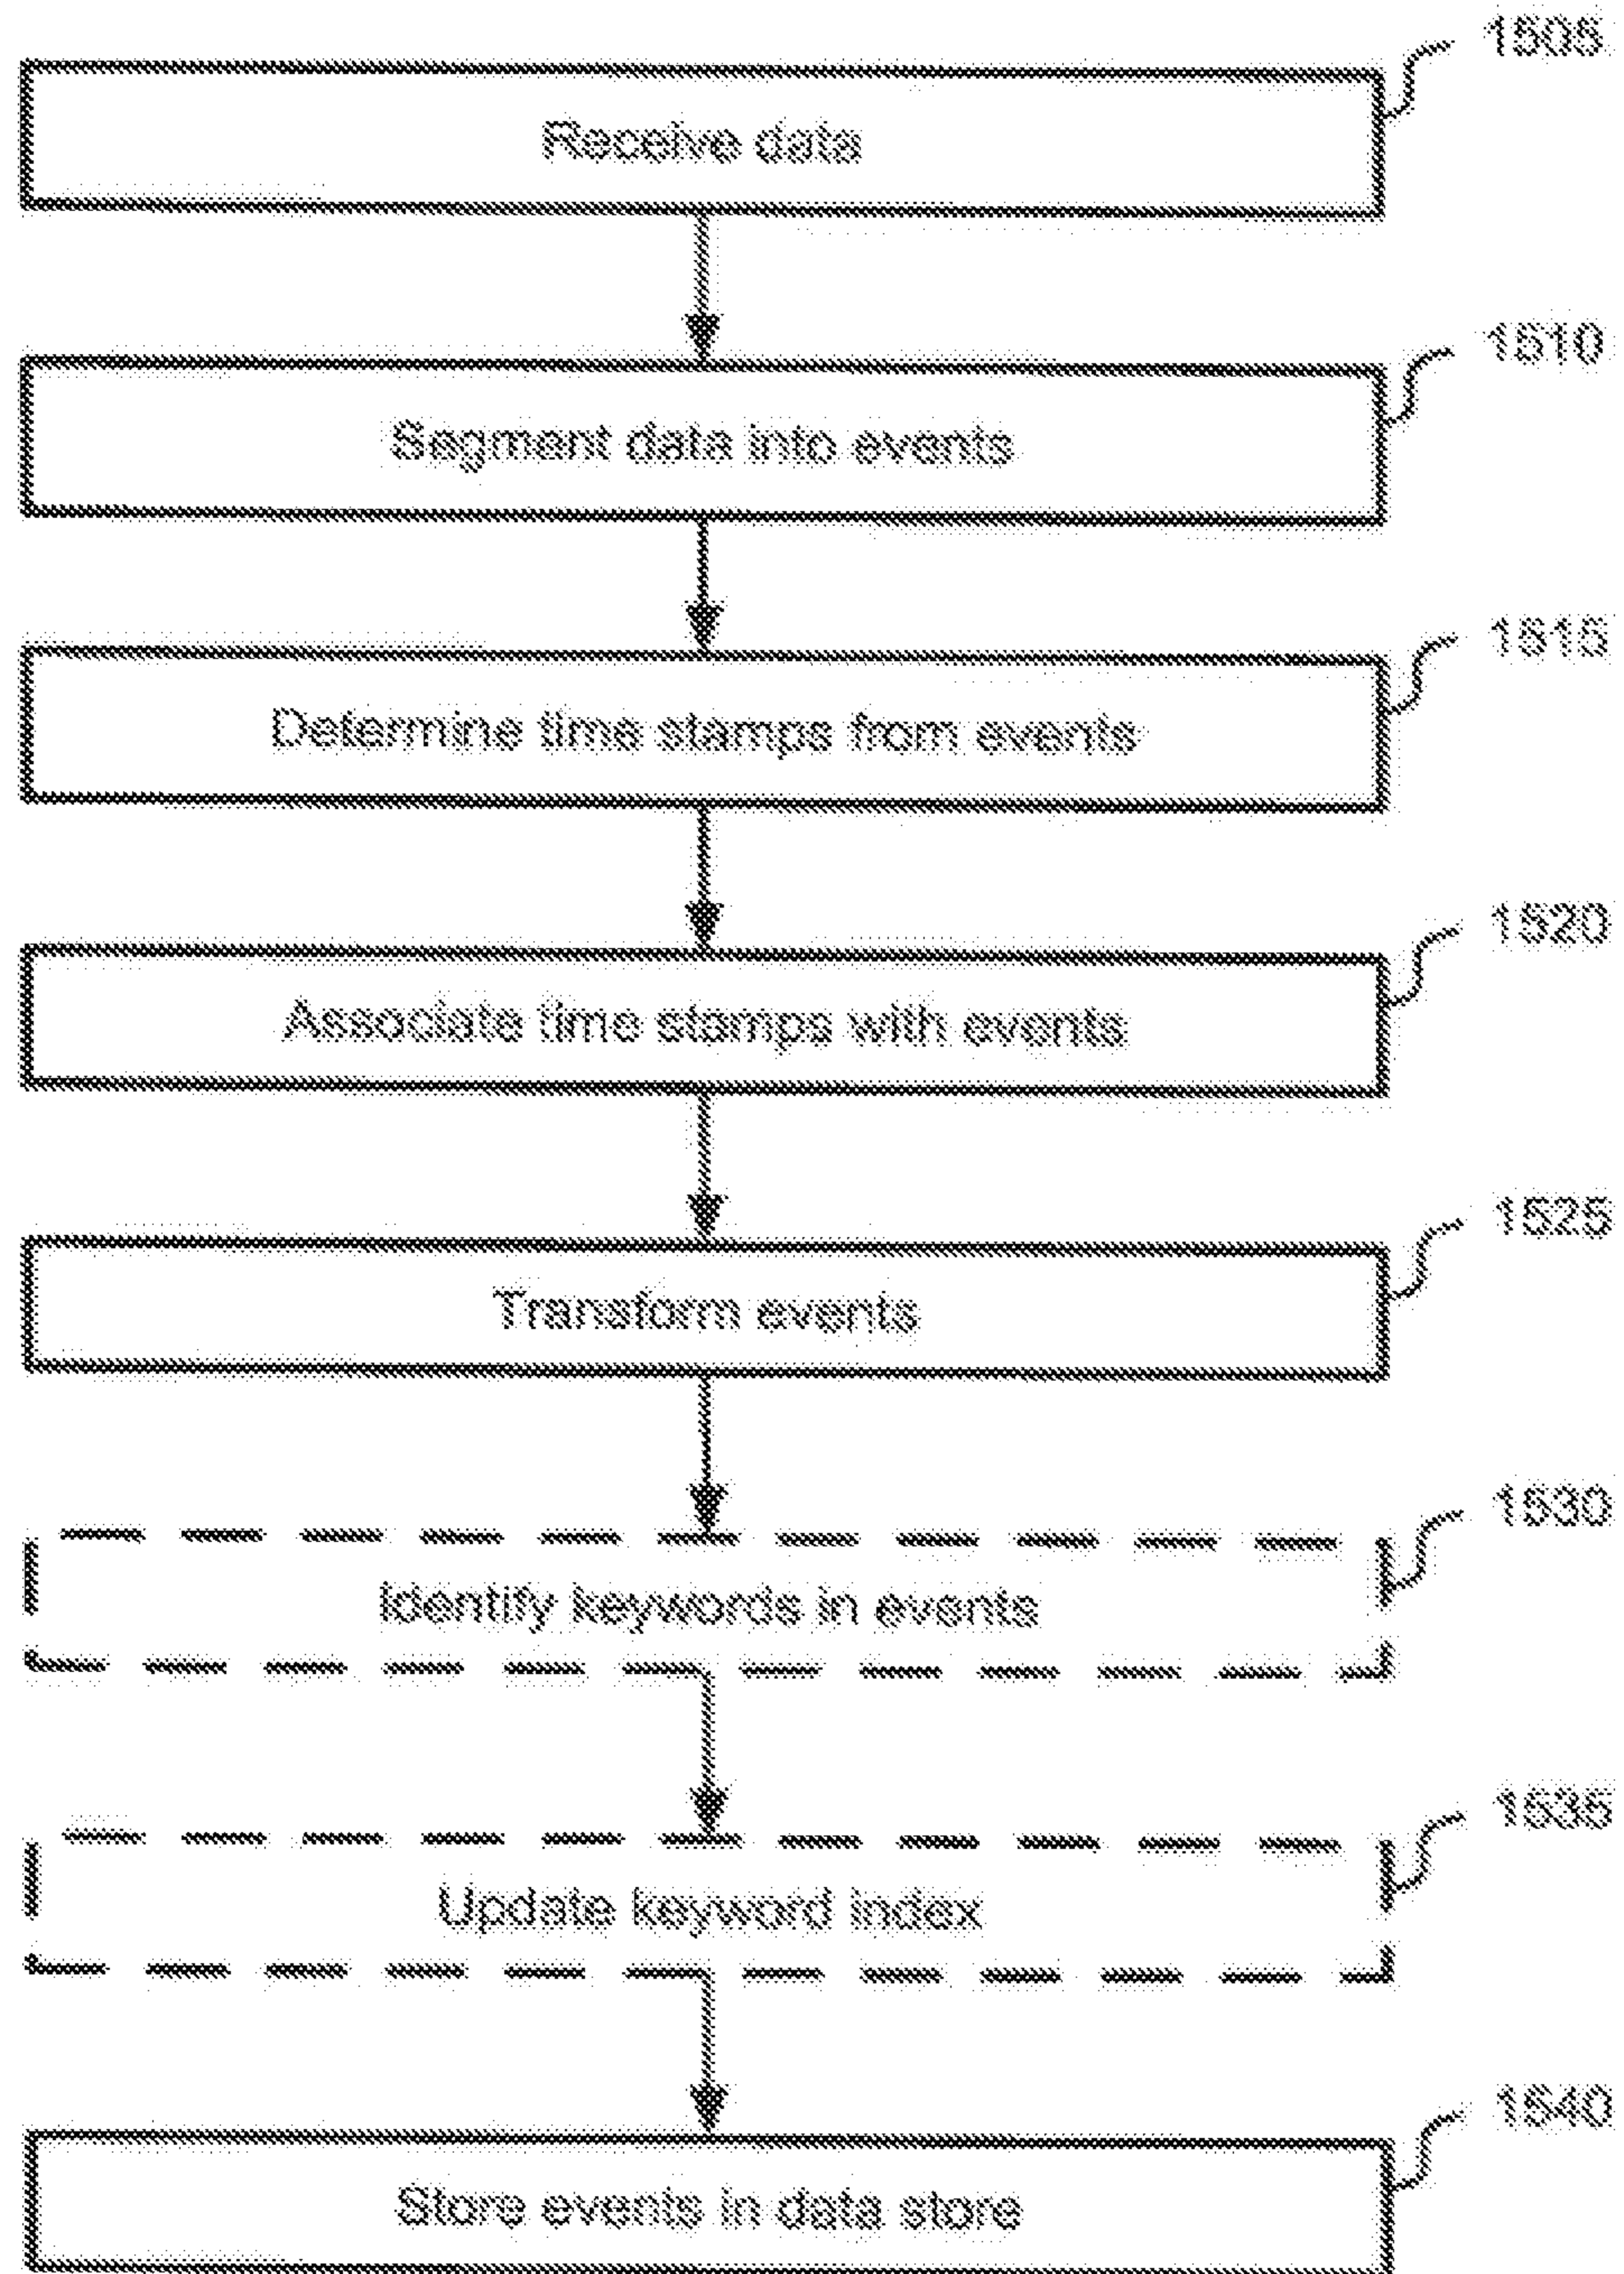 1505
Receive data
1510
Segment data into events
1515
Determine time stamps from events
1520
Associate time stamps with events
1525
Transform events
1530
Identify keywords in events
1535
Update keyword index
1540
Store events in data store